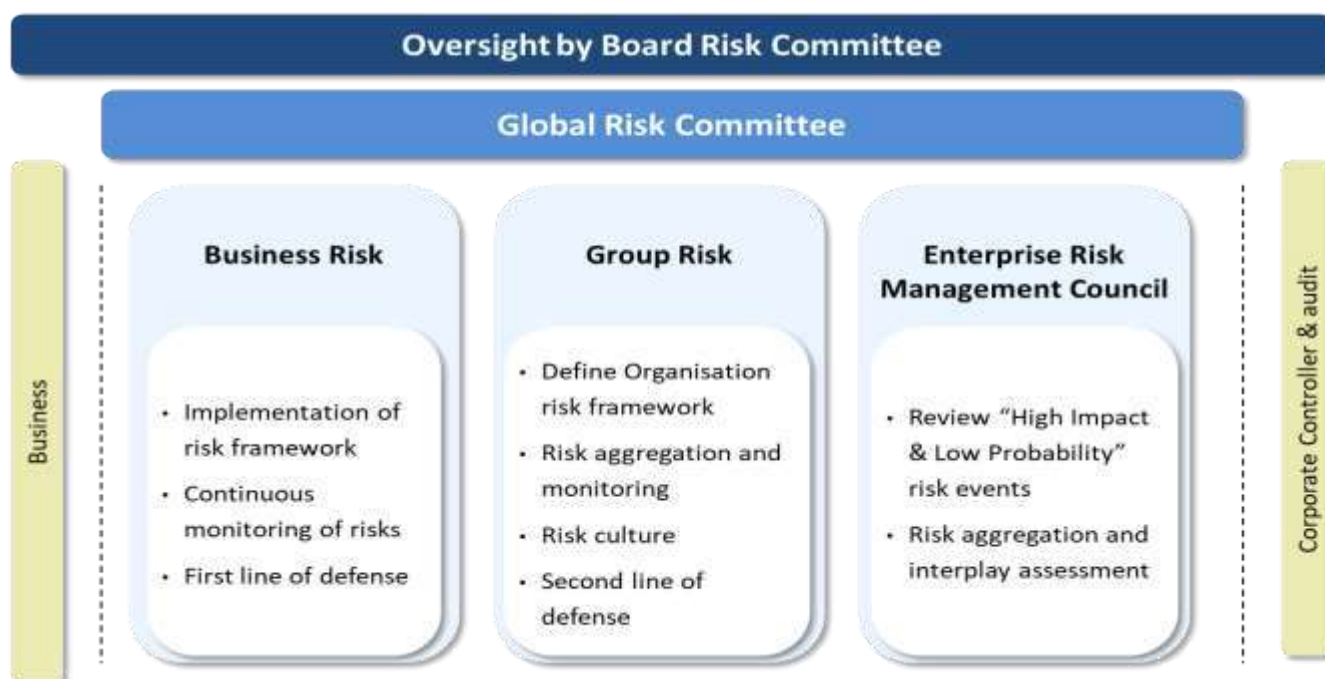 Oversight by Board Risk Committee
Global Risk Committee
Business
Business Risk
• Implementation of
risk framework
• Continuous
monitoring of risks
• First line of defense
Group Risk
• Define Organisation
risk framework
• Risk aggregation and
monitoring
• Risk culture
• Second line of
defense
Enterprise Risk
Management Council
• Review “High Impact
& Low Probability”
risk events
• Risk aggregation and
interplay assessment
Corporate Controller & audit